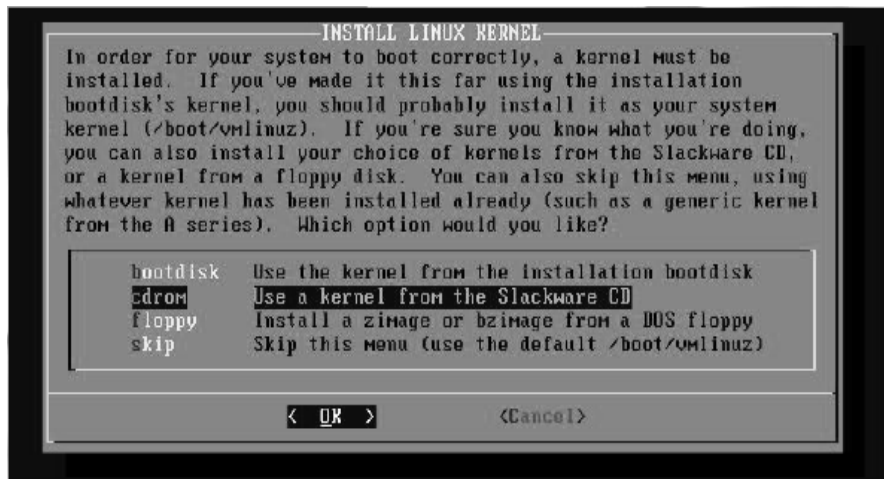 INSTALL LINUX KERNEL
In order for your system to boot correctly, a kernel must be
installed.  If you've made it this far using the installation
bootdisk's kernel, you should probably install it as your system
kernel (/boot/vmlinuz).  If you're sure you know what you're doing,
you can also install your choice of kernels from the Slackware CD,
or a kernel from a floppy disk.  You can also skip this menu, using
whatever kernel has been installed already (such as a generic kernel
from the A series).  Which option would you like?
bootdisk  Use the kernel from the installation bootdisk
cdrom  Use a kernel from the Slackware CD
floppy  Install a zimage or bzimage from a DOS floppy
skip  Skip this menu (use the default /boot/vmlinuz)
< OK >  <Cancel>